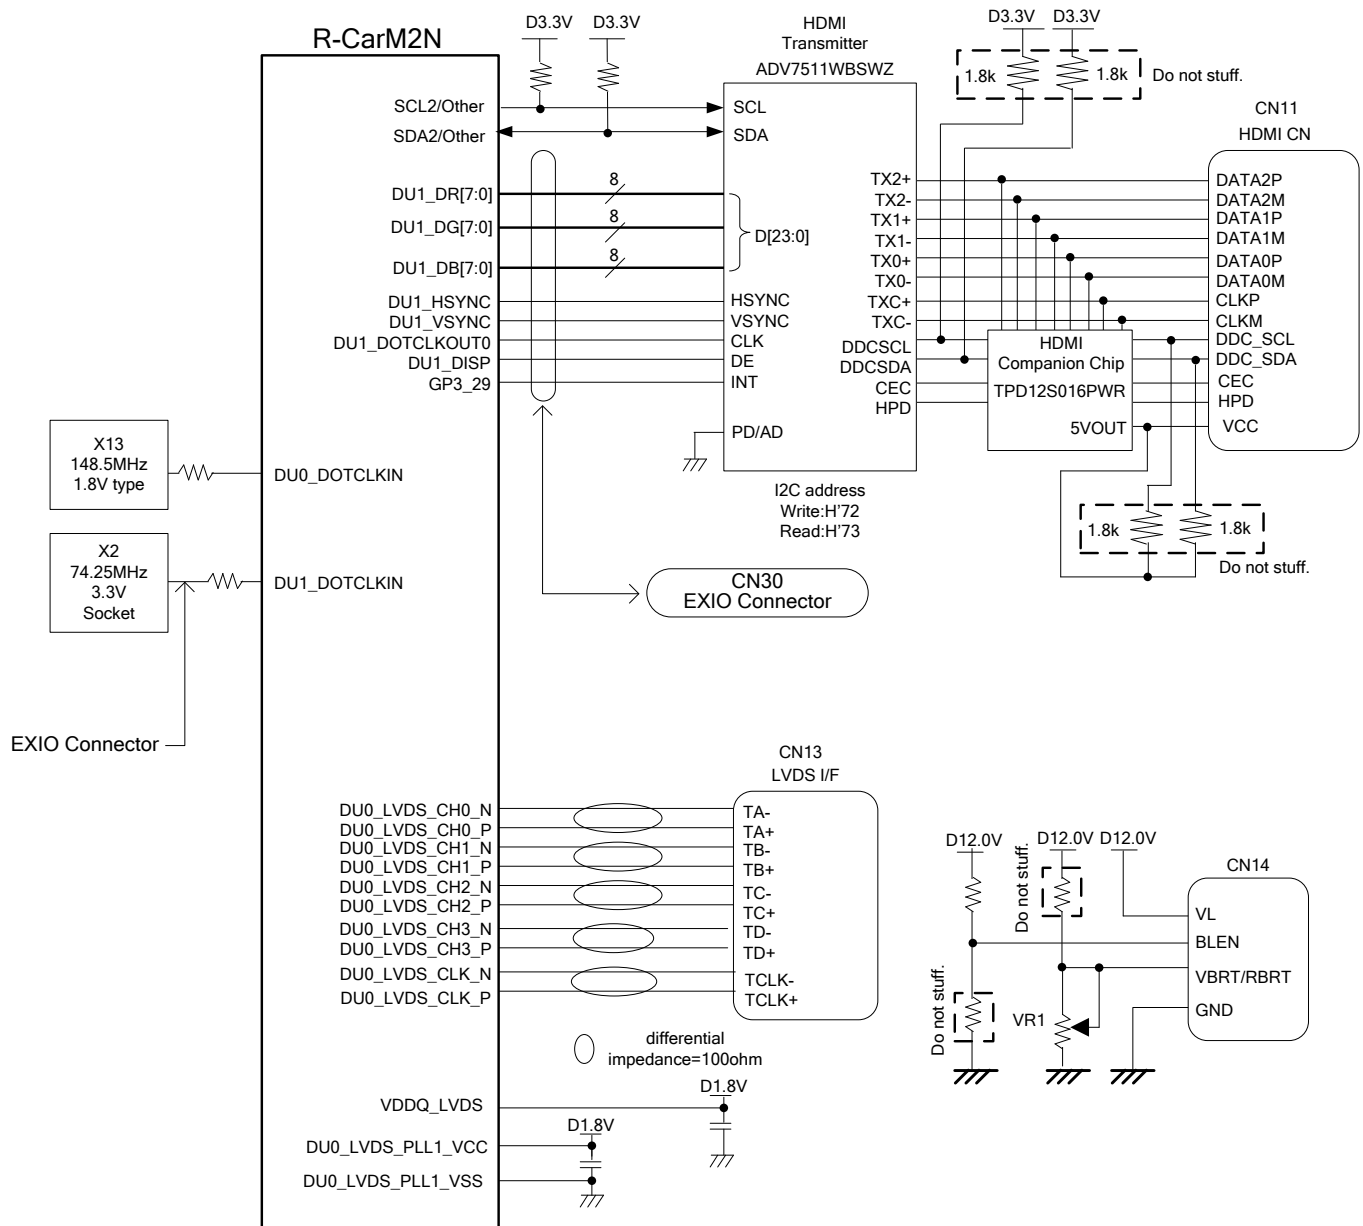 R-CarM2N
D3.3V
D3.3V
HDMI
Transmitter
ADV7511WBSWZ
D3.3V
D3.3V
1.8k
1.8k
Do not stuff.
CN11
HDMI CN
SCL2/Other
SDA2/Other
SCL
SDA
DU1_DR[7:0]
8
DU1_DG[7:0]
8
DU1_DB[7:0]
8
D[23:0]
DU1_HSYNC
DU1_VSYNC
DU1_DOTCLKOUT0
DU1_DISP
GP3_29
HSYNC
VSYNC
CLK
DE
INT
PD/AD
TX2+
TX2-
TX1+
TX1-
TX0+
TX0-
TXC+
TXC-
DDCSCL
DDCSDA
CEC
HPD
HDMI
Companion Chip
TPD12S016PWR
5VOUT
DATA2P
DATA2M
DATA1P
DATA1M
DATA0P
DATA0M
CLKP
CLKM
DDC_SCL
DDC_SDA
CEC
HPD
VCC
I2C address
Write:H'72
Read:H'73
1.8k
1.8k
Do not stuff.
X13
148.5MHz
1.8V type
DU0_DOTCLKIN
X2
74.25MHz
3.3V
Socket
DU1_DOTCLKIN
CN30
EXIO Connector
EXIO Connector
CN13
LVDS I/F
DU0_LVDS_CH0_N
DU0_LVDS_CH0_P
DU0_LVDS_CH1_N
DU0_LVDS_CH1_P
DU0_LVDS_CH2_N
DU0_LVDS_CH2_P
DU0_LVDS_CH3_N
DU0_LVDS_CH3_P
DU0_LVDS_CLK_N
DU0_LVDS_CLK_P
TA-
TA+
TB-
TB+
TC-
TC+
TD-
TD+
TCLK-
TCLK+
differential
impedance=100ohm
D12.0V
D12.0V
D12.0V
Do not stuff.
Do not stuff.
VR1
CN14
VL
BLEN
VBRT/RBRT
GND
VDDQ_LVDS
D1.8V
DU0_LVDS_PLL1_VCC
D1.8V
DU0_LVDS_PLL1_VSS